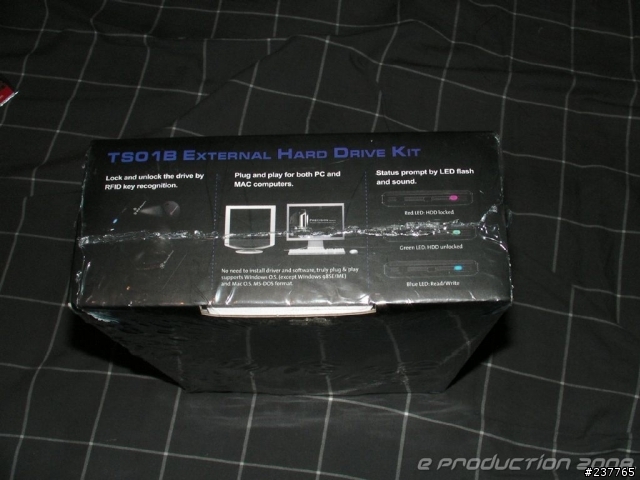 TS01B EXTERNAL HARD DRIVE KIT
Lock and unlock the drive by
RFID key recognition.
Plug and play for both PC and
MAC computers.
Status prompt by LED flash
and sound.
Red LED: HDD locked.
Green LED: HDD unlocked
Blue LED: Read/Write
No need to install driver and software, truly plug & play
supports Windows O.S. (except Windows 98SE/ME)
and Mac O.S. MS-DOS format.
e production zone
#237765